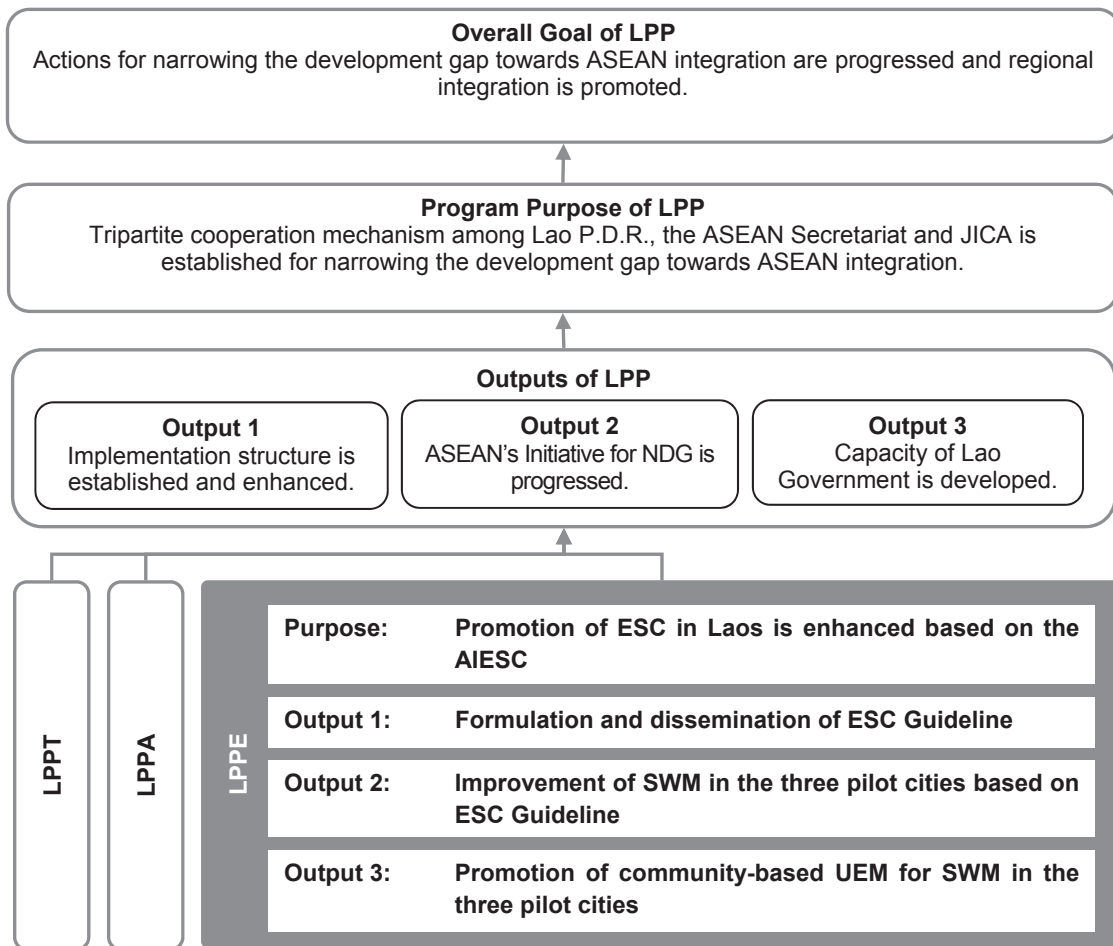 Overall Goal of LPP
Actions for narrowing the development gap towards ASEAN integration are progressed and regional
integration is promoted.
Program Purpose of LPP
Tripartite cooperation mechanism among Lao P.D.R., the ASEAN Secretariat and JICA is
established for narrowing the development gap towards ASEAN integration.
Outputs of LPP
Output 1
Implementation structure is
established and enhanced.
Output 2
ASEAN's Initiative for NDG is
progressed.
Output 3
Capacity of Lao
Government is developed.
LPPT
LPPA
LPPE
Purpose: Promotion of ESC in Laos is enhanced based on the
AIESC
Output 1: Formulation and dissemination of ESC Guideline
Output 2: Improvement of SWM in the three pilot cities based on
ESC Guideline
Output 3: Promotion of community-based UEM for SWM in the
three pilot cities